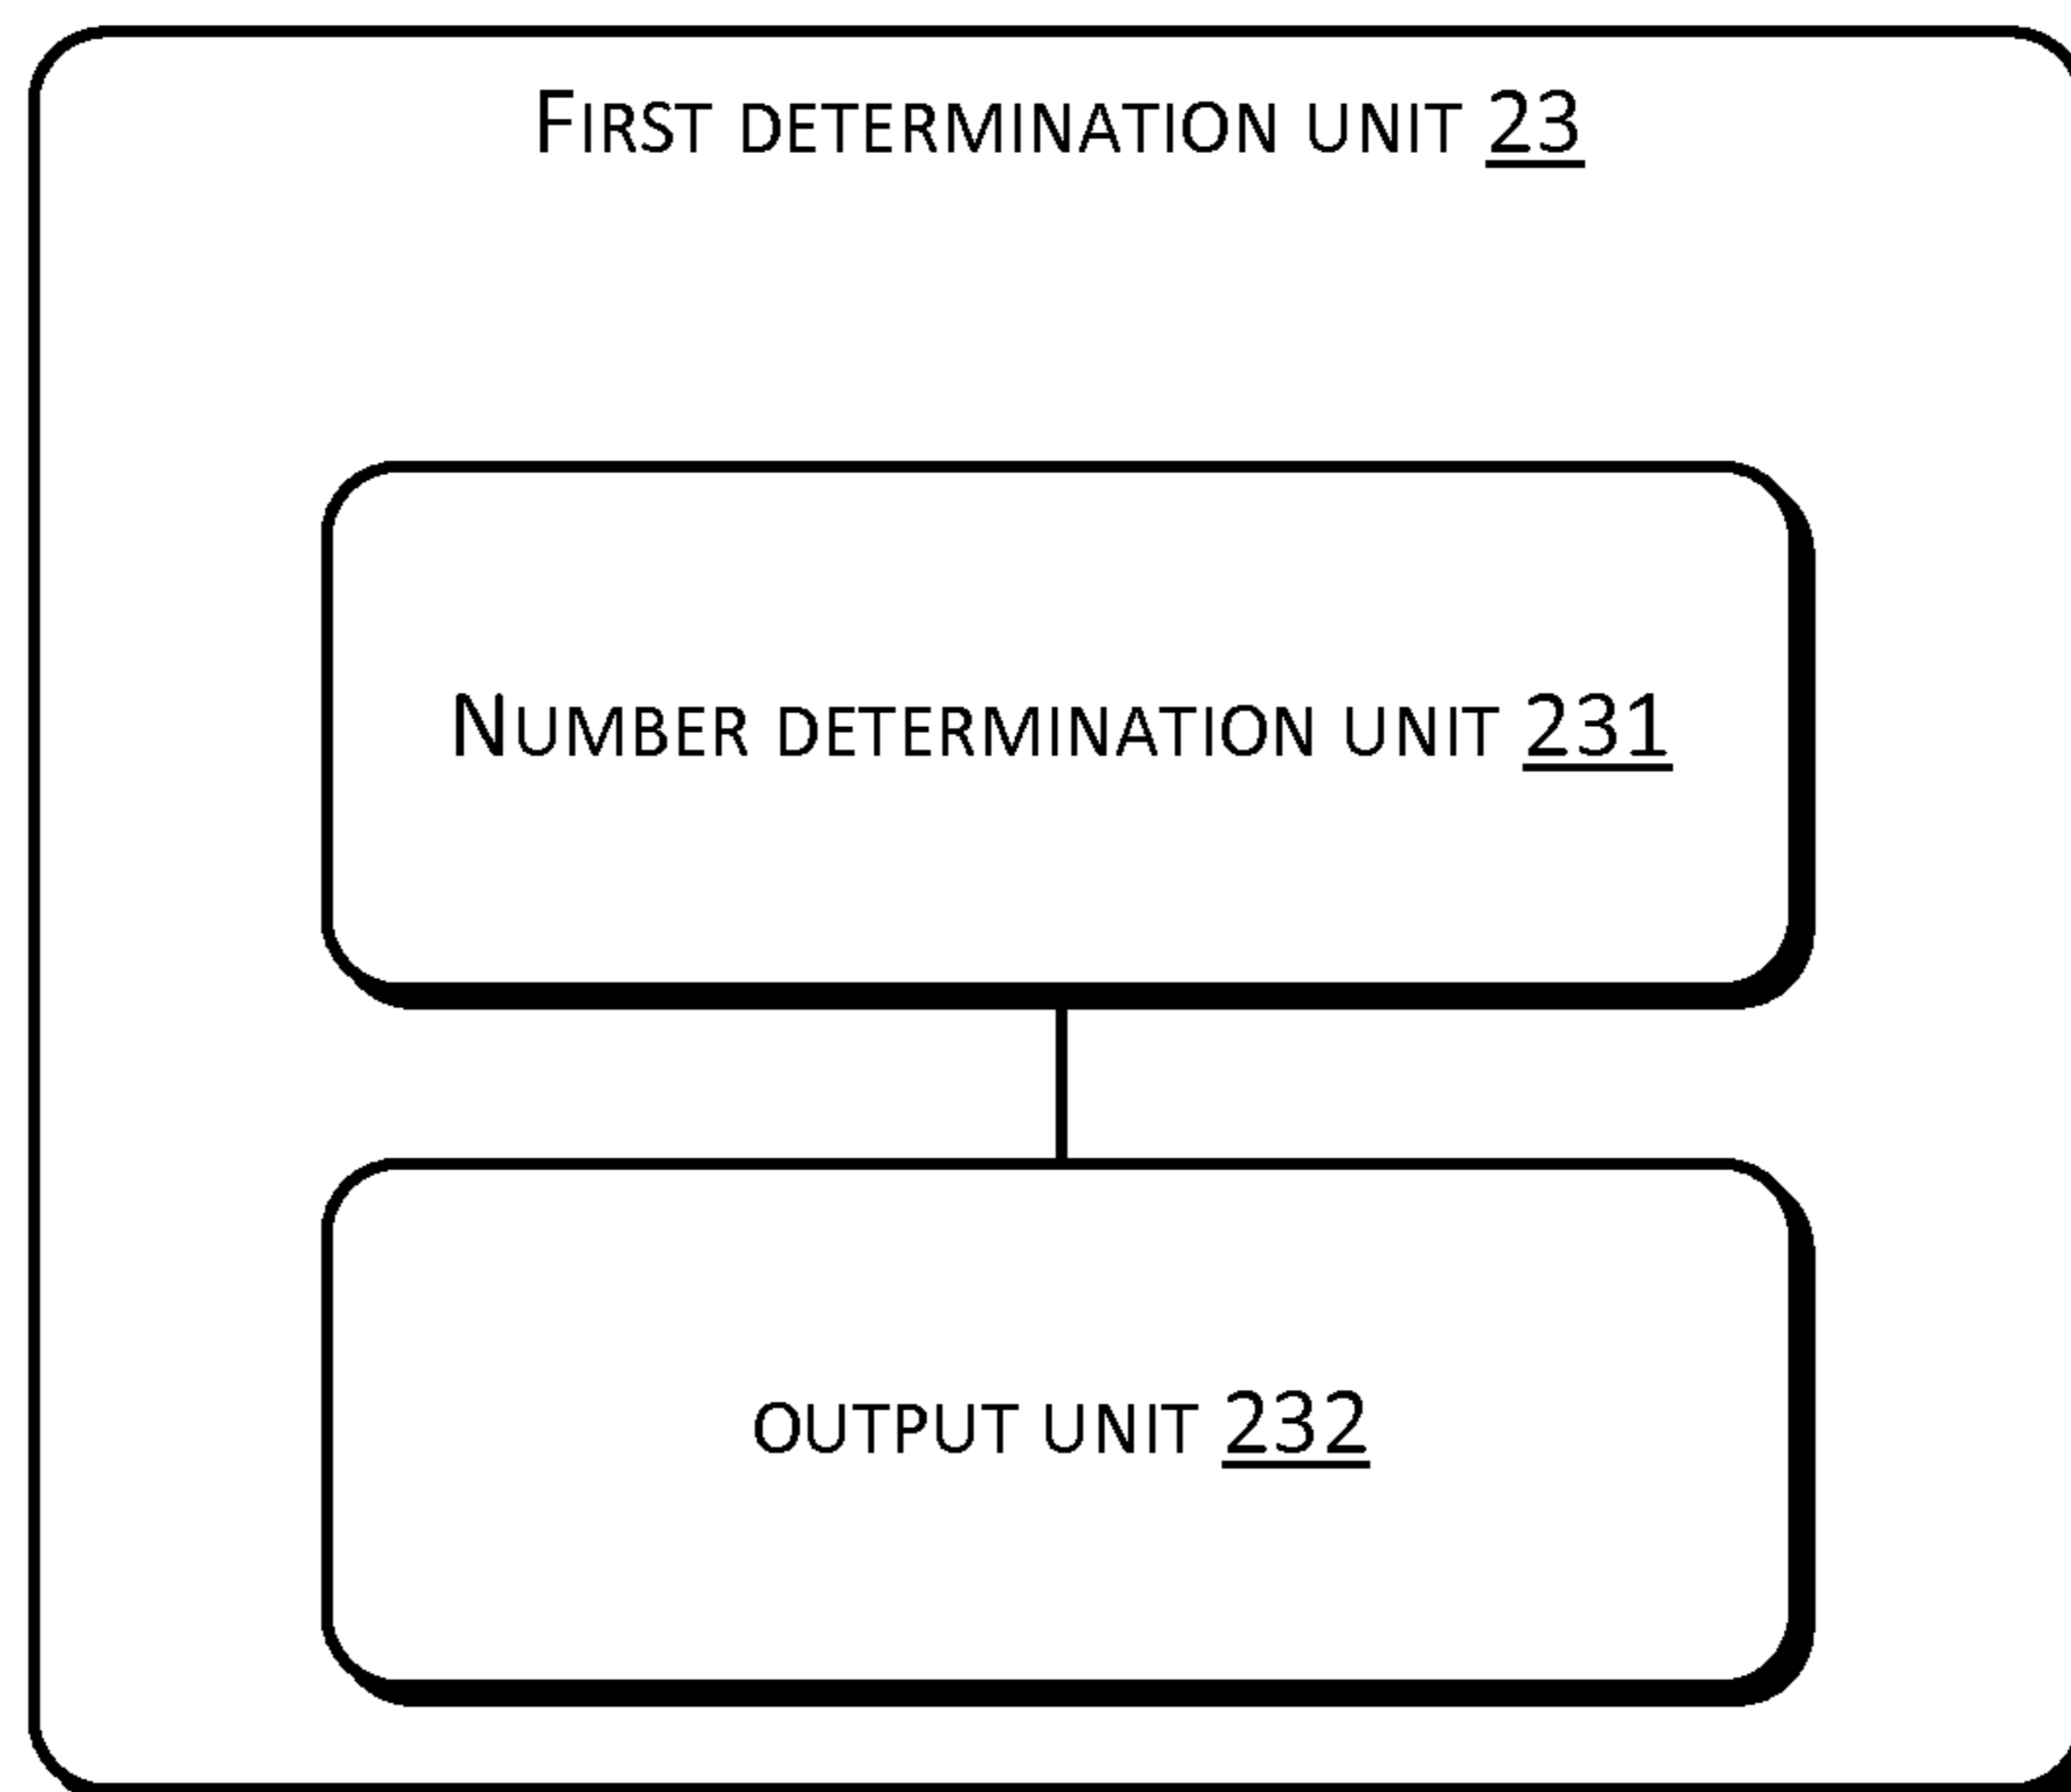 First determination unit 23
Number determination unit 231
output unit 232